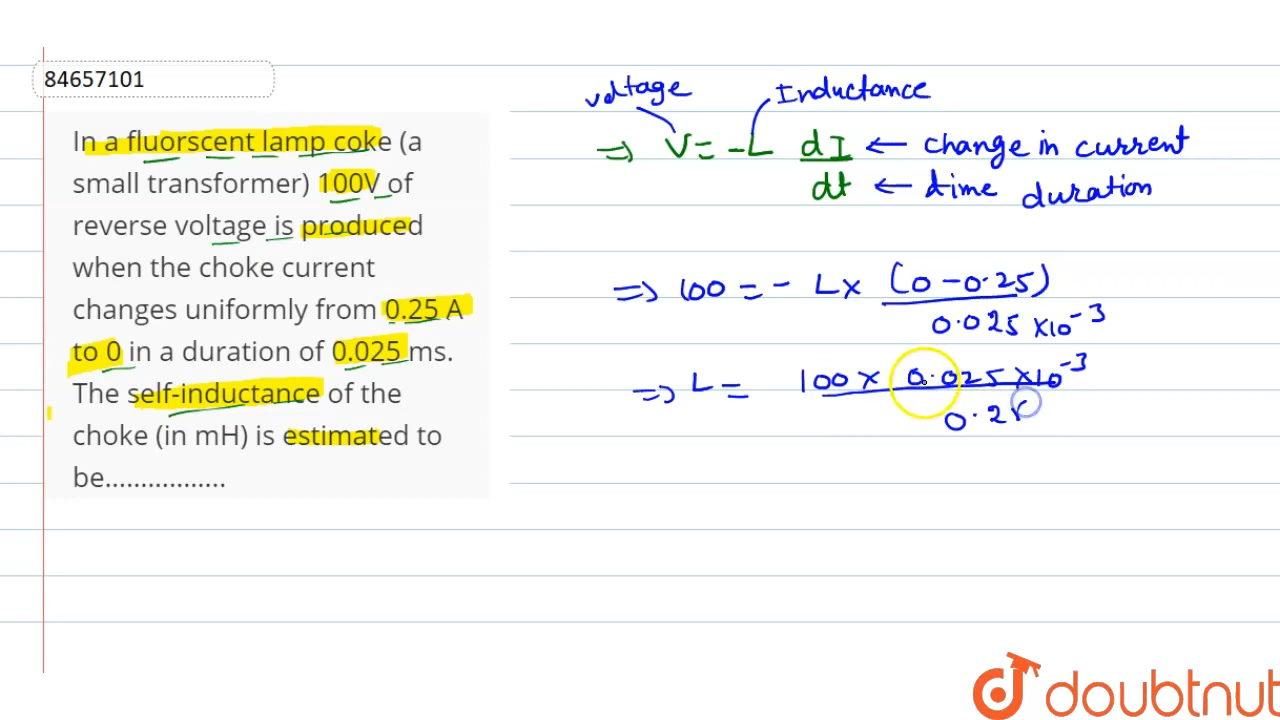 84657101
In a fluorscent lamp coke (a
small transformer) 100V of
reverse voltage is produced
when the choke current
changes uniformly from 0.25 A
to 0 in a duration of 0.025 ms.
The self-inductance of the
choke (in mH) is estimated to
be.................
voltage Inductance
⇒ V = -L dI ← change in current
dt ← time duration
⇒ 100 = - L× (0 - 0.25)
0.025 ×10⁻³
⇒ L = 100 × 0.025 ×10⁻³
0.2
doubtnut